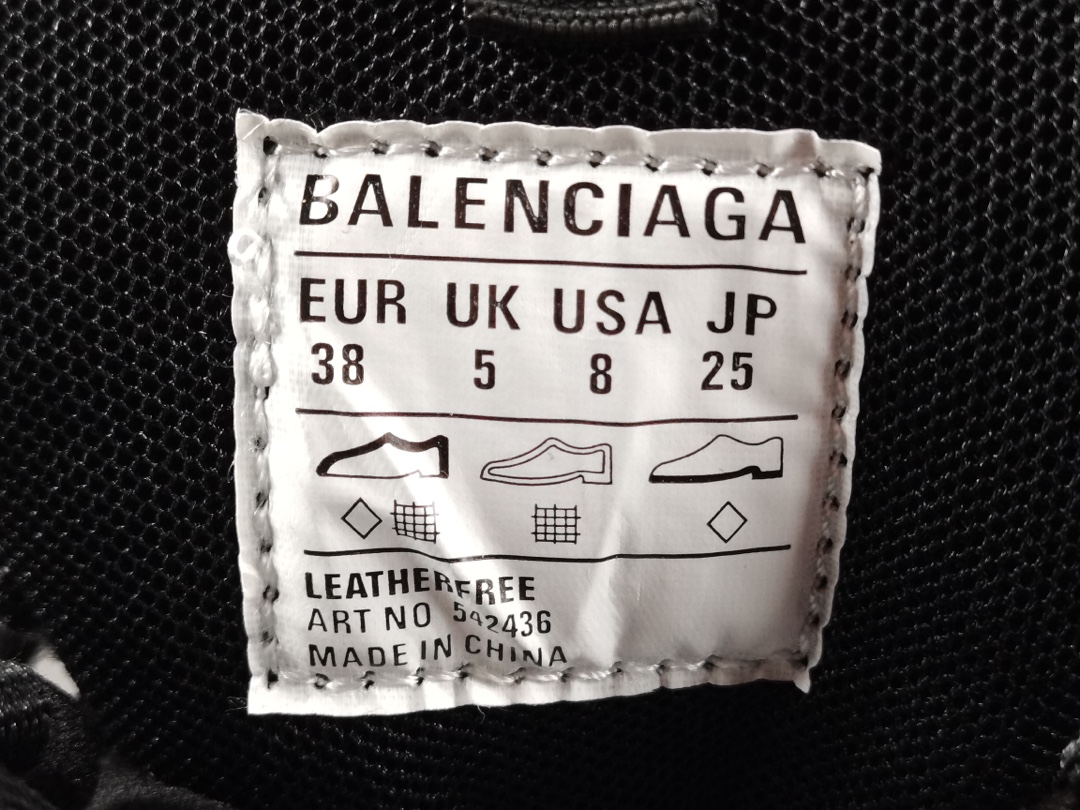 BALENCIAGA
EUR UK USA JP
38 5 8 25
LEATHERFREE
ART NO 542436
MADE IN CHINA